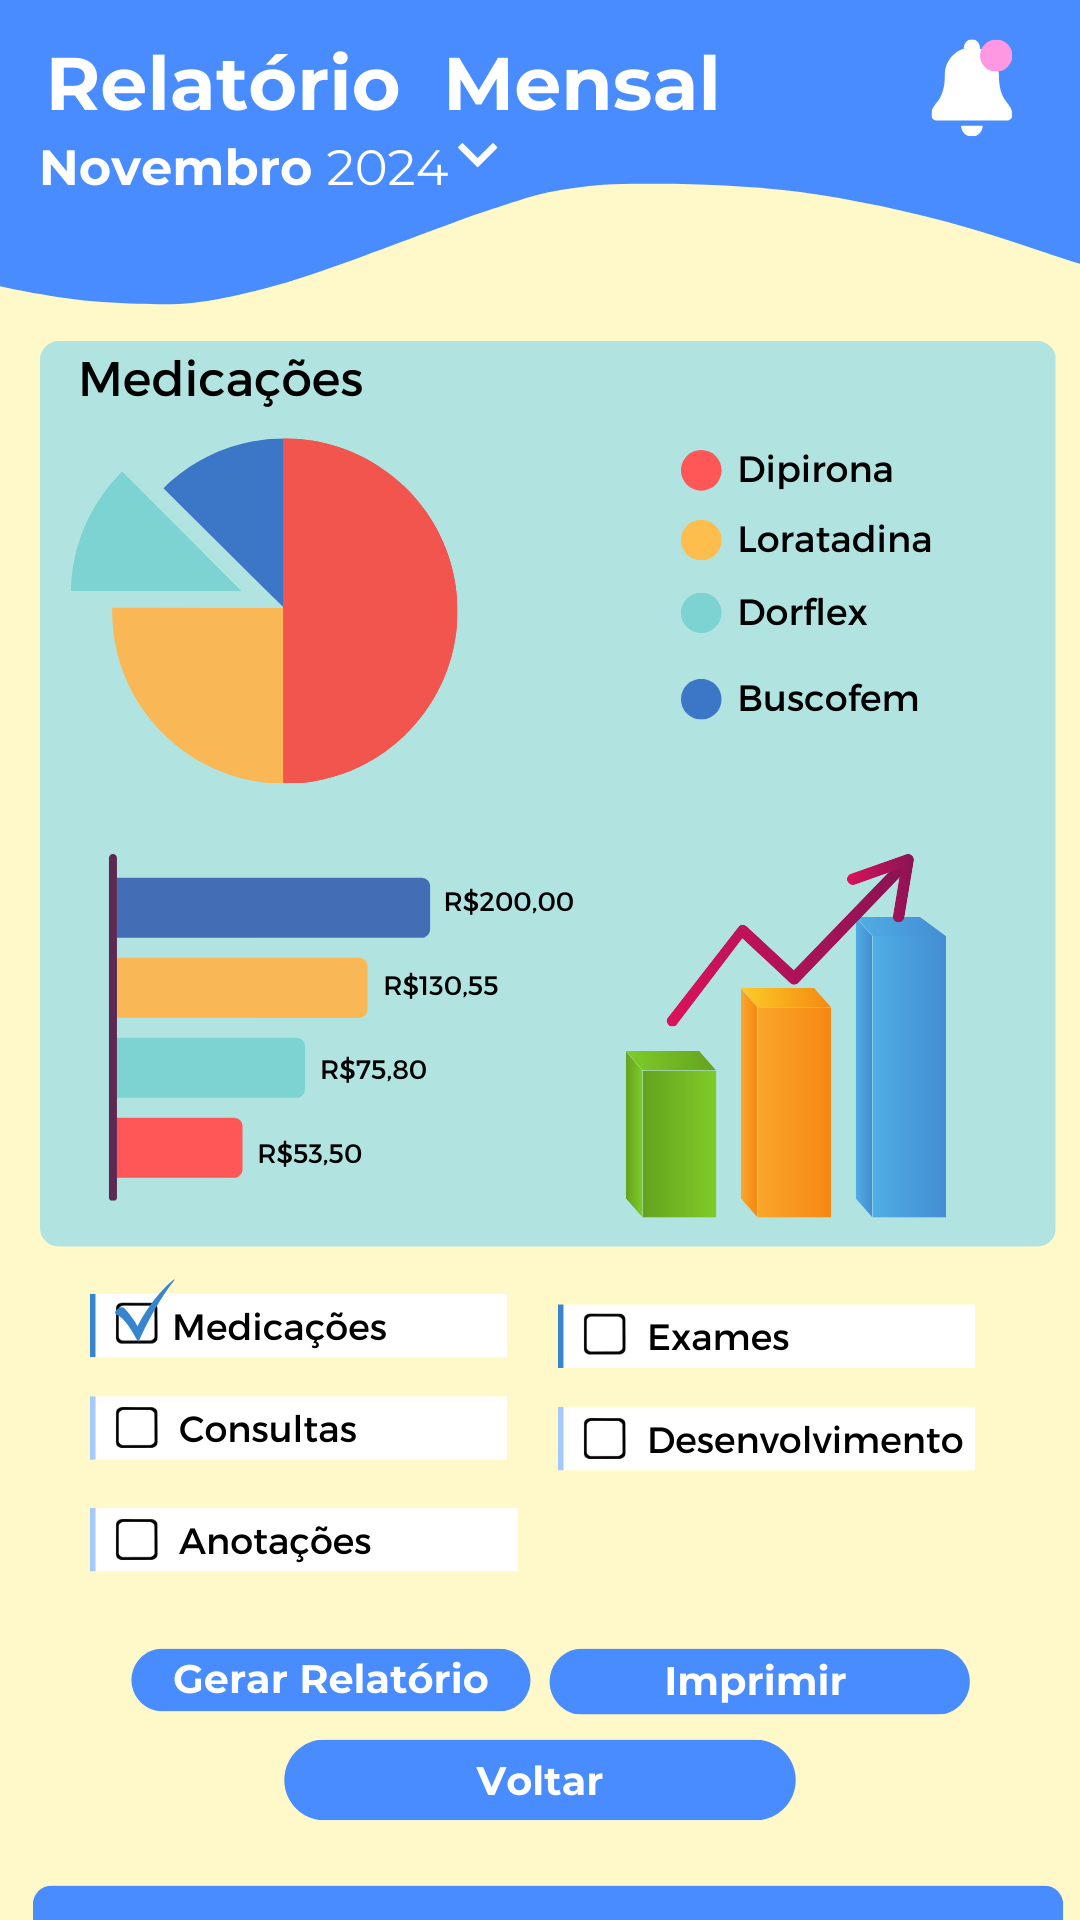 Relatório Mensal
Novembro 2024
Medicações
Dipirona
Loratadina
Dorflex
Buscofem
R$200,00
R$130,55
R$75,80
R$53,50
Medicações
Exames
Consultas
Desenvolvimento
Anotações
Gerar Relatório
Imprimir
Voltar